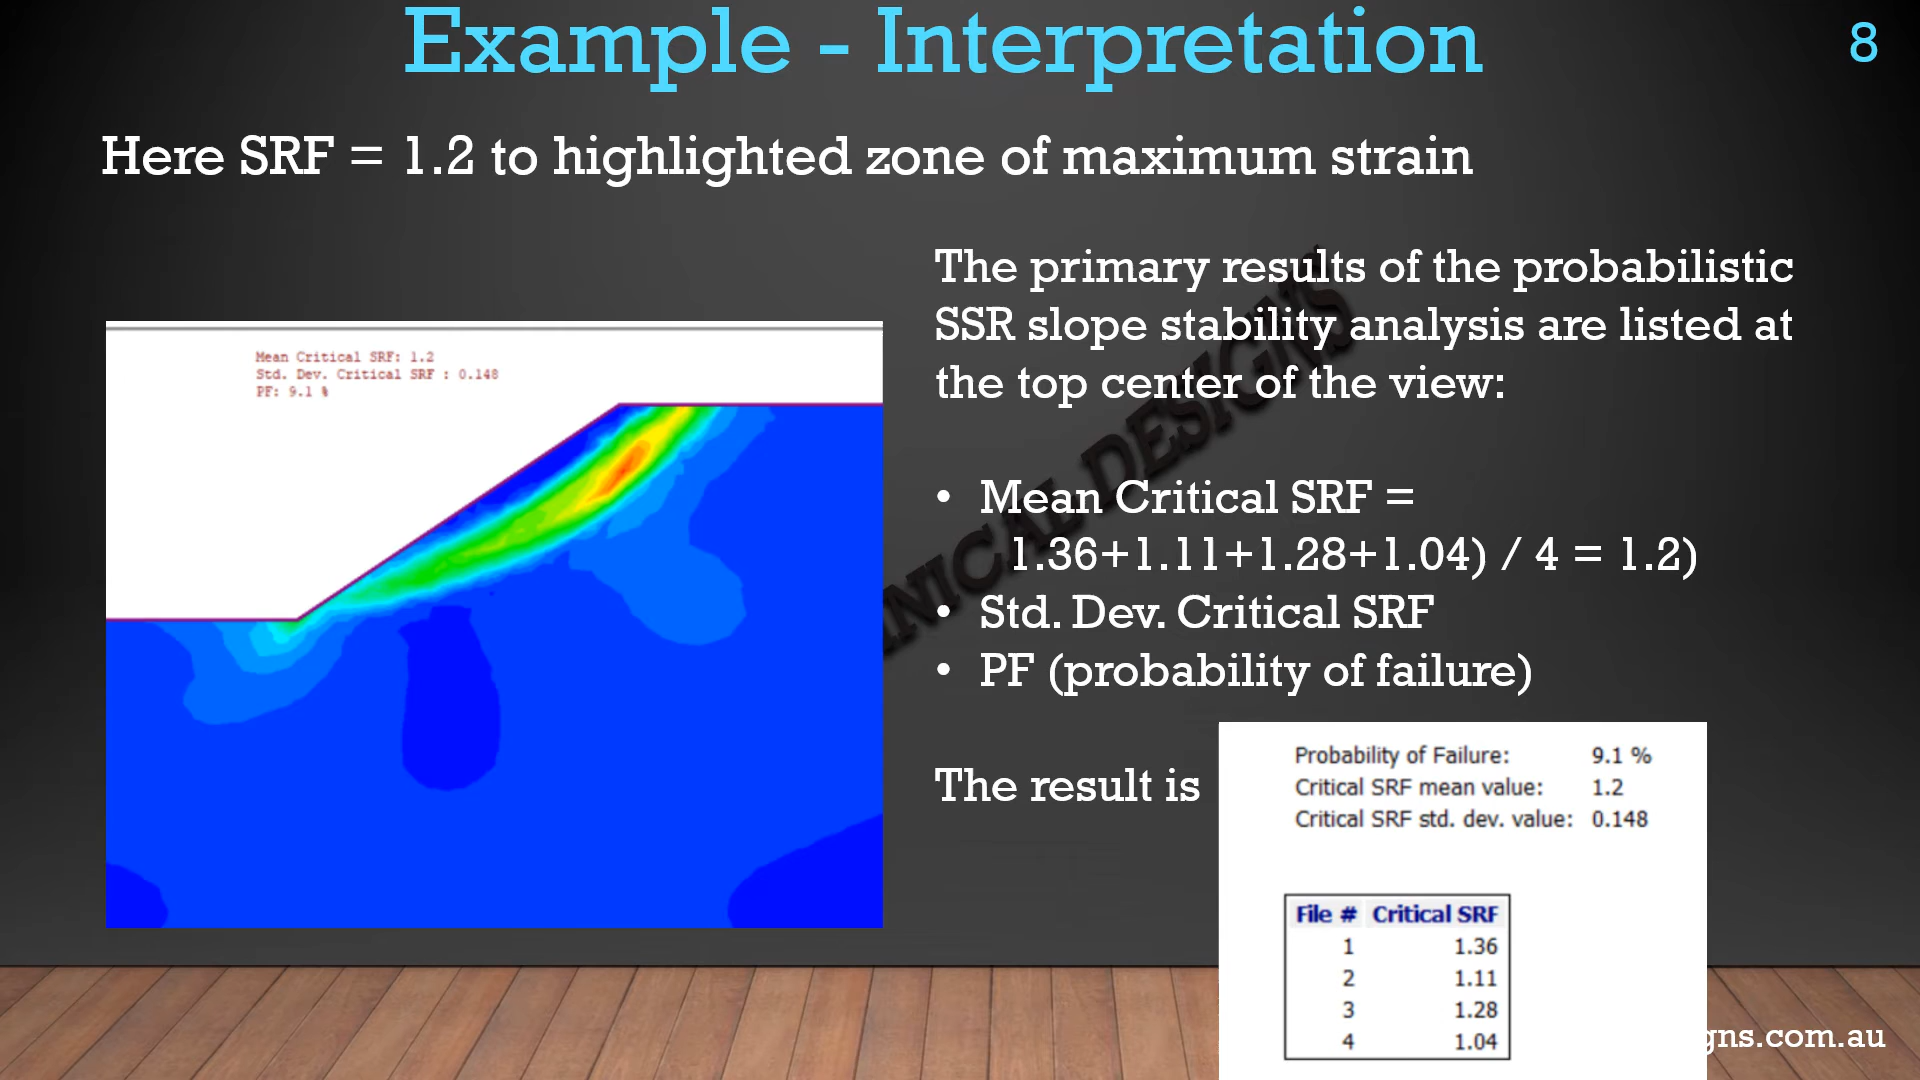 Example - Interpretation
8
Here SRF = 1.2 to highlighted zone of maximum strain
The primary results of the probabilistic
SSR slope stability analysis are listed at
the top center of the view:
• Mean Critical SRF =
1.36+1.11+1.28+1.04) / 4 = 1.2)
• Std. Dev. Critical SRF
• PF (probability of failure)
The result is
Mean Critical SRF: 1.2
Std. Dev. Critical SRF : 0.148
PF: 9.1 %
Probability of Failure: 9.1 %
Critical SRF mean value: 1.2
Critical SRF std. dev. value: 0.148
File # Critical SRF
1 1.36
2 1.11
3 1.28
4 1.04
gns.com.au
NICAL DESIGNS